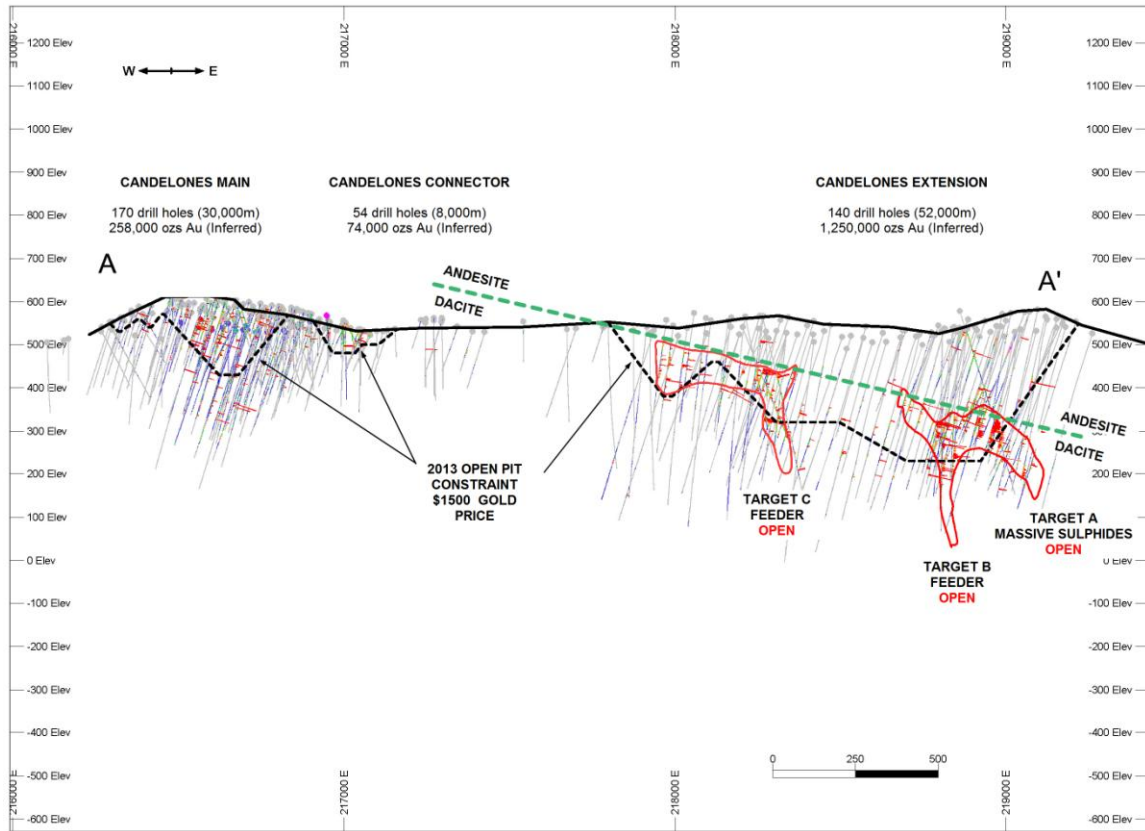 216000 E
217000 E
218000 E
219000 E
1200 Elev
1200 Elev
W E
1100 Elev
1100 Elev
1000 Elev
1000 Elev
900 Elev
900 Elev
CANDELONES MAIN
170 drill holes (30,000m)
258,000 ozs Au (Inferred)
CANDELONES CONNECTOR
54 drill holes (8,000m)
74,000 ozs Au (Inferred)
CANDELONES EXTENSION
140 drill holes (52,000m)
1,250,000 ozs Au (Inferred)
800 Elev
800 Elev
700 Elev
700 Elev
A
A'
ANDESITE
DACITE
600 Elev
600 Elev
500 Elev
500 Elev
400 Elev
400 Elev
ANDESITE
DACITE
300 Elev
300
200 Elev
200 Elev
2013 OPEN PIT
CONSTRAINT
$1500 GOLD
PRICE
TARGET C
FEEDER
OPEN
TARGET A
MASSIVE SULPHIDES
OPEN
TARGET B
FEEDER
OPEN
100 Elev
100 Elev
0 Elev
0 Elev
-100 Elev
-100 Elev
-200 Elev
-200 Elev
-300 Elev
-300 Elev
-400 Elev
-400 Elev
0 250 500
-500 Elev
-500 Elev
-600 Elev
-600 Elev
216000 E
217000 E
218000 E
219000 E